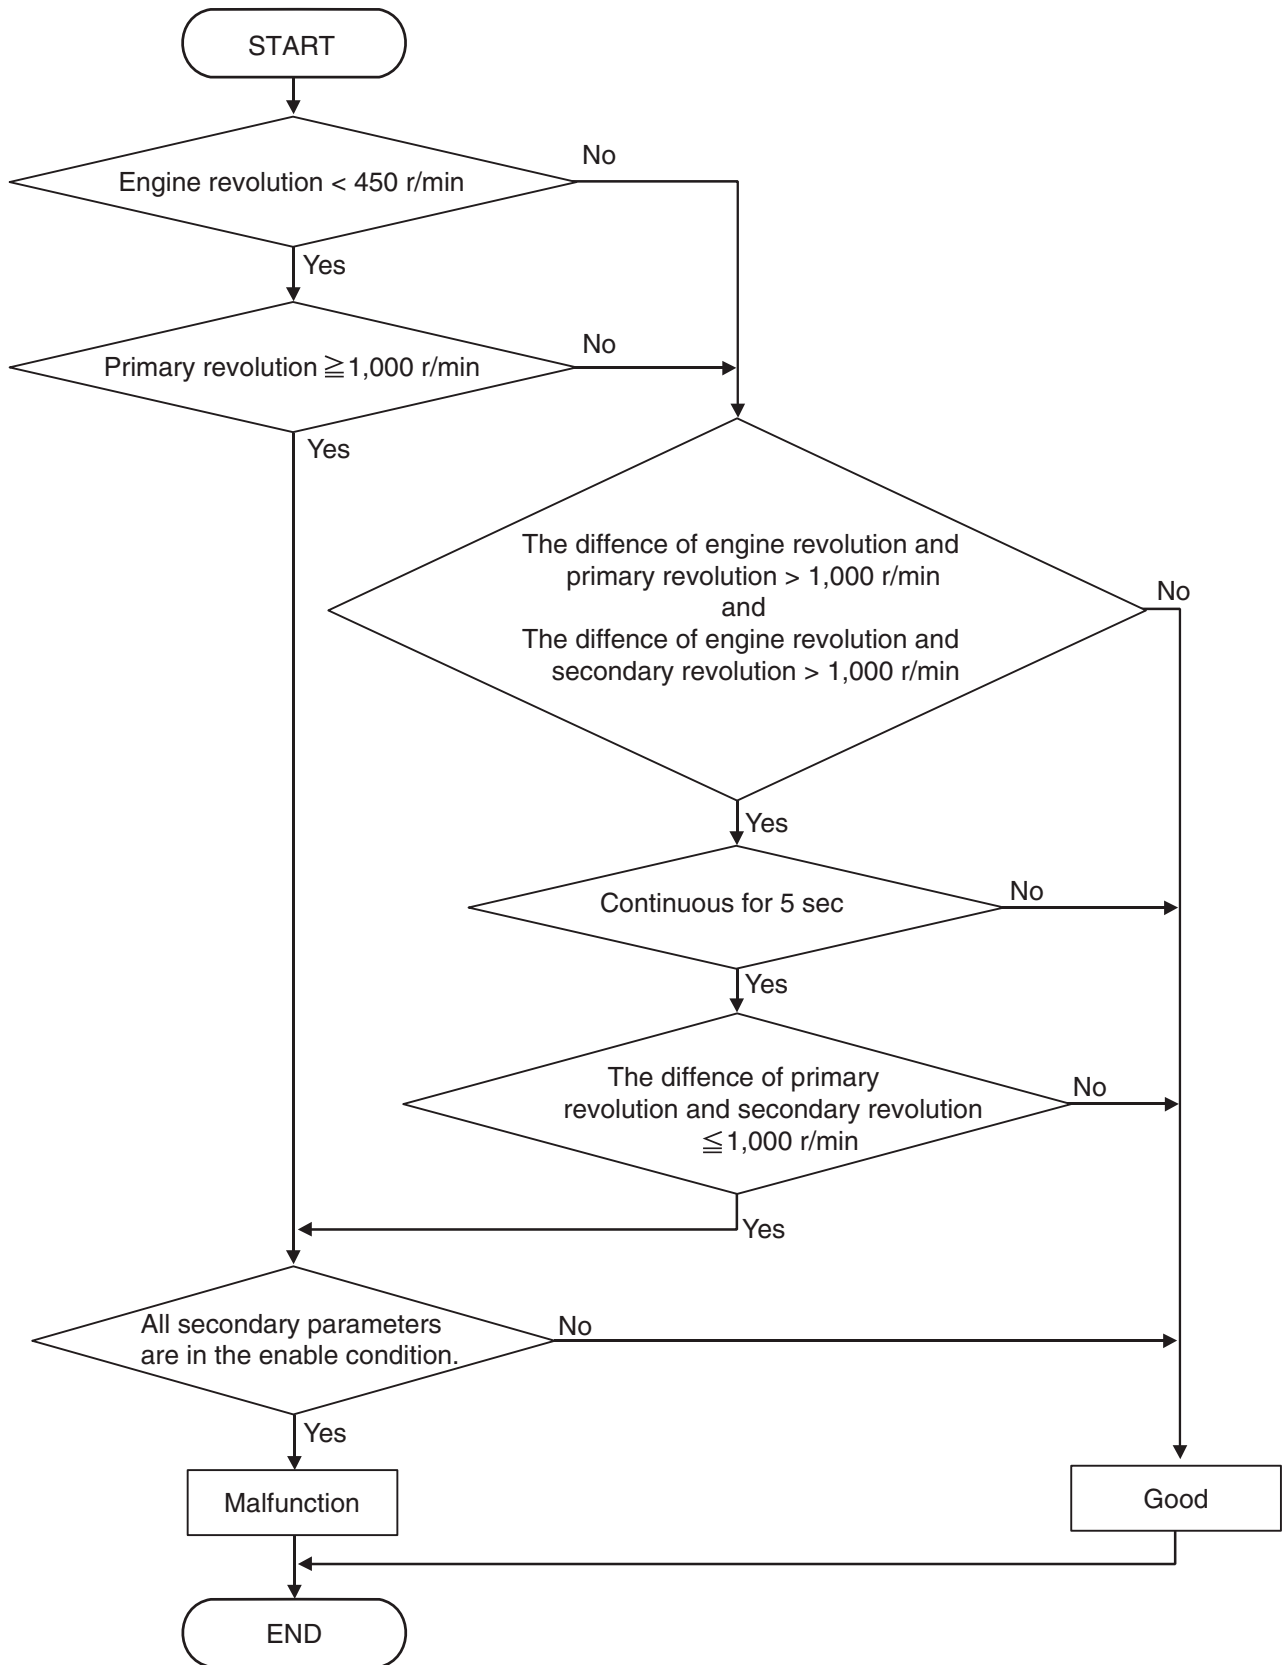 START
Engine revolution < 450 r/min
No
Yes
Primary revolution ≧1,000 r/min
No
Yes
The diffence of engine revolution and
primary revolution > 1,000 r/min
and
The diffence of engine revolution and
secondary revolution > 1,000 r/min
No
Yes
Continuous for 5 sec
No
Yes
The diffence of primary
revolution and secondary revolution
≦1,000 r/min
No
Yes
All secondary parameters
are in the enable condition.
No
Yes
Malfunction
Good
END